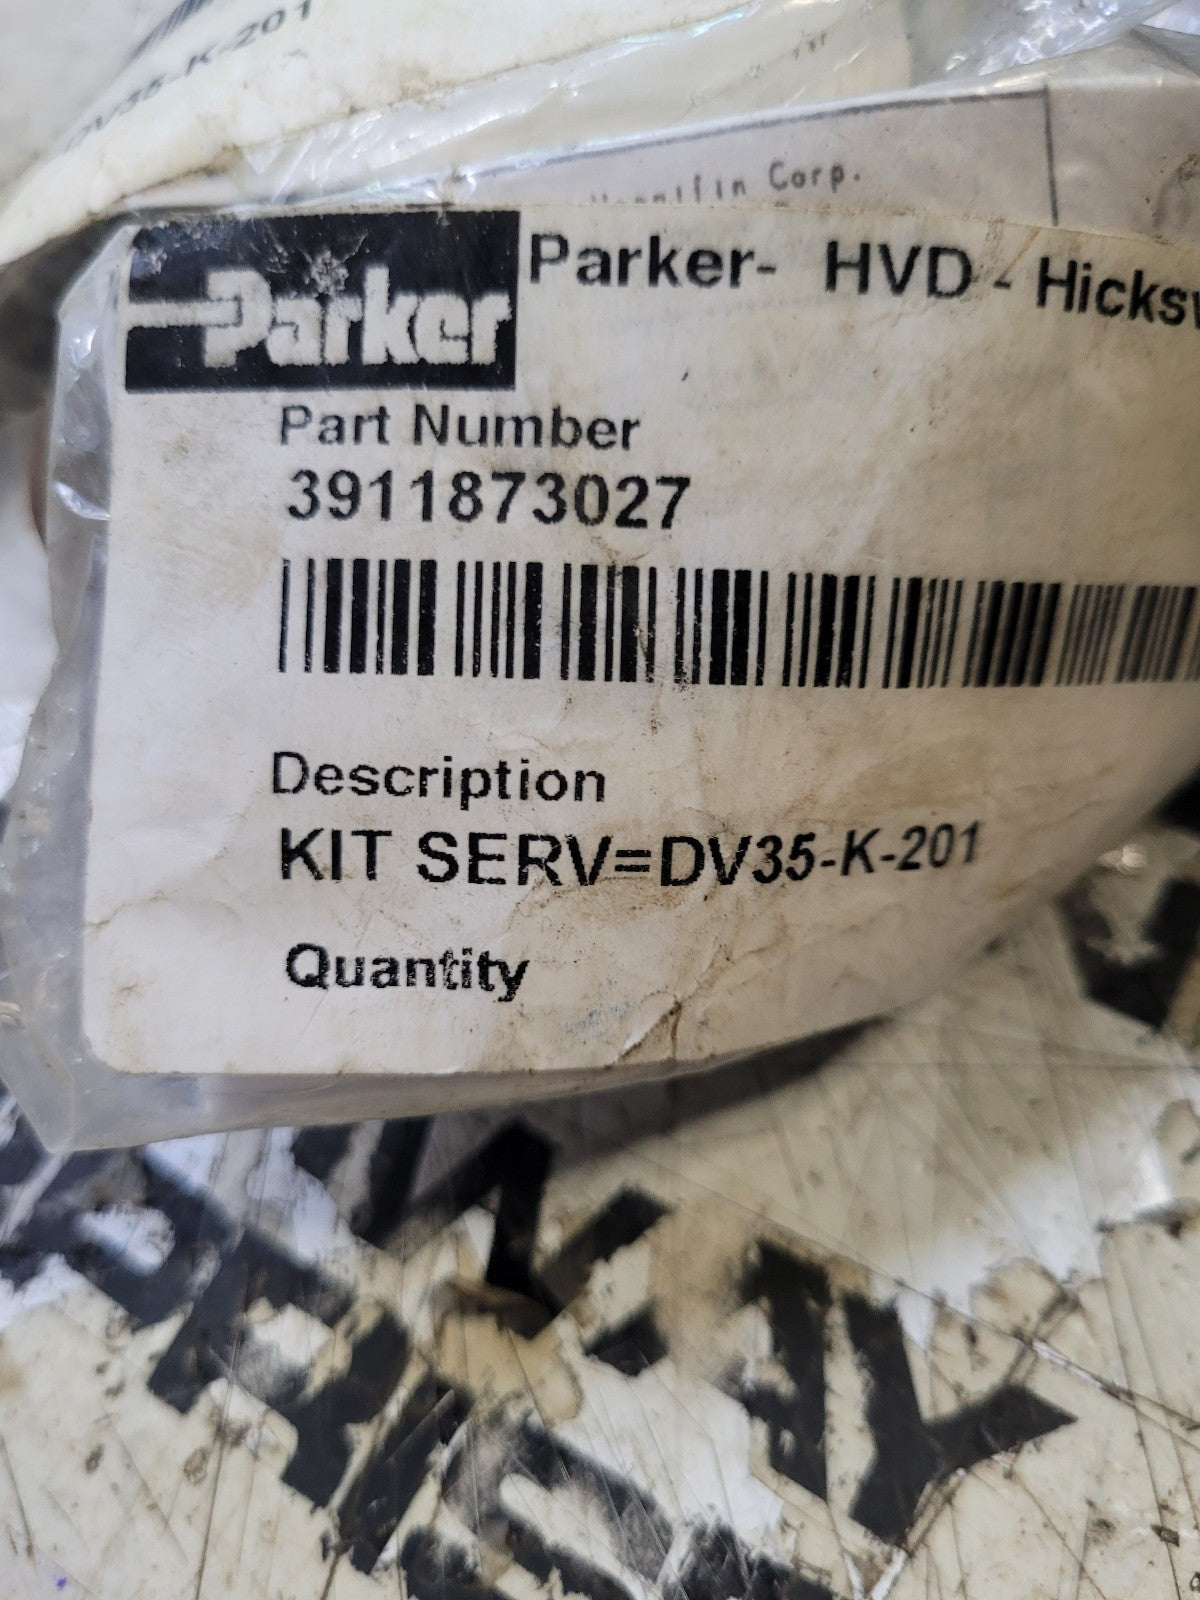 DV35-K-201
Corp.
Parker
Parker- HVD - Hicksv
Part Number
3911873027
Description
KIT SERV=DV35-K-201
Quantity